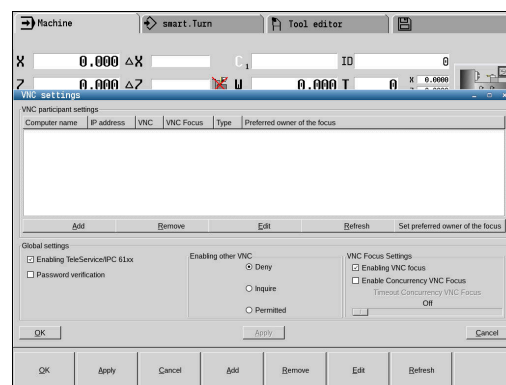 Machine smart.Turn Tool editor
X 0.000 △X C 1 ID 0
Z 0.000 △Z W 0.000 T 0 X 0.0000
VNC settings
VNC participant settings
Computer name IP address VNC VNC Focus Type Preferred owner of the focus
Add Remove Edit Refresh Set preferred owner of the focus
Global settings
Enabling TeleService/IPC 61xx
Password verification
Enabling other VNC
Deny
Inquire
Permitted
VNC Focus Settings
Enabling VNC focus
Enable Concurrency VNC Focus
Timeout Concurrency VNC Focus
Off
OK Apply Cancel
OK Apply Cancel Add Remove Edit Refresh